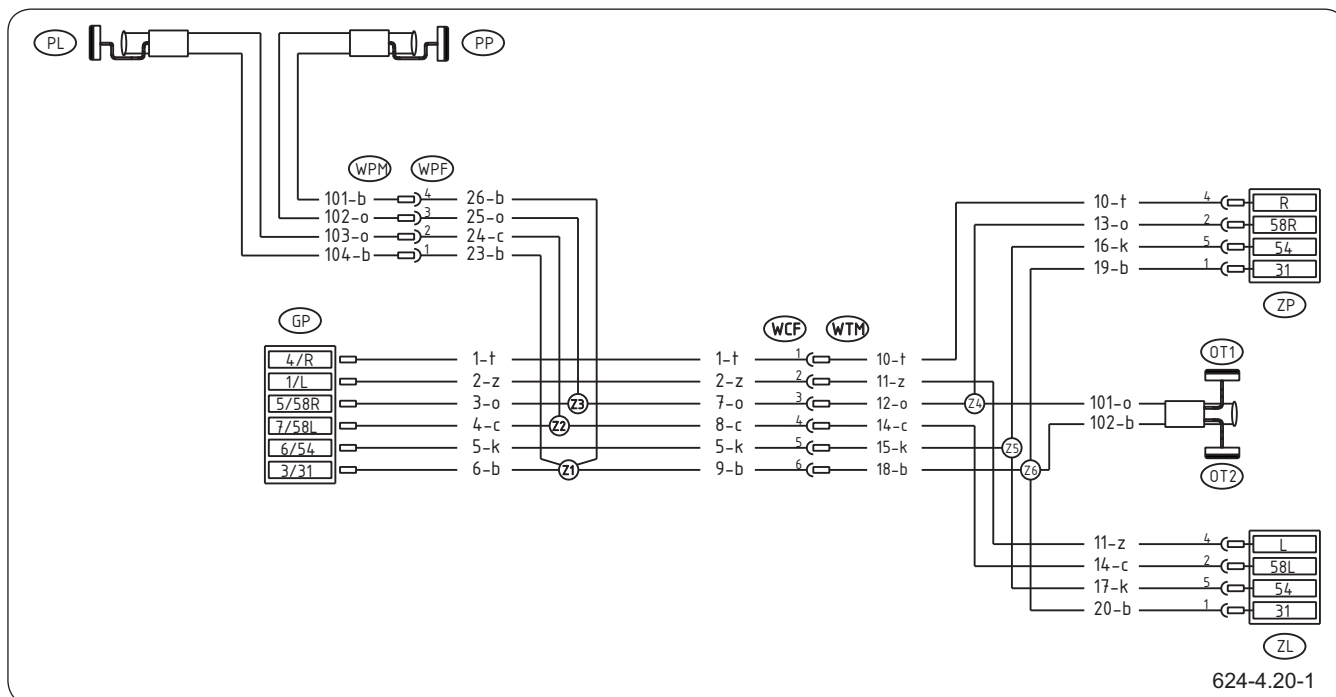 PL
PP
WPM WPF
101-b 4 26-b
102-o 3 25-o
103-o 2 24-c
104-b 1 23-b
10-t 4 R
13-o 2 58R
16-k 5 54
19-b 1 31
ZP
GP
WCF WTM
4/R 1-t 1-t 1 10-t
1/L 2-z 2-z 2 11-z
5/58R 3-o Z3 7-o 3 12-o Z4 101-o
7/58L 4-c Z2 8-c 4 14-c 102-b
6/54 5-k 5-k 5 15-k Z5
3/31 6-b Z1 9-b 6 18-b Z6
OT1
OT2
11-z 4 L
14-c 2 58L
17-k 5 54
20-b 1 31
ZL
624-4.20-1